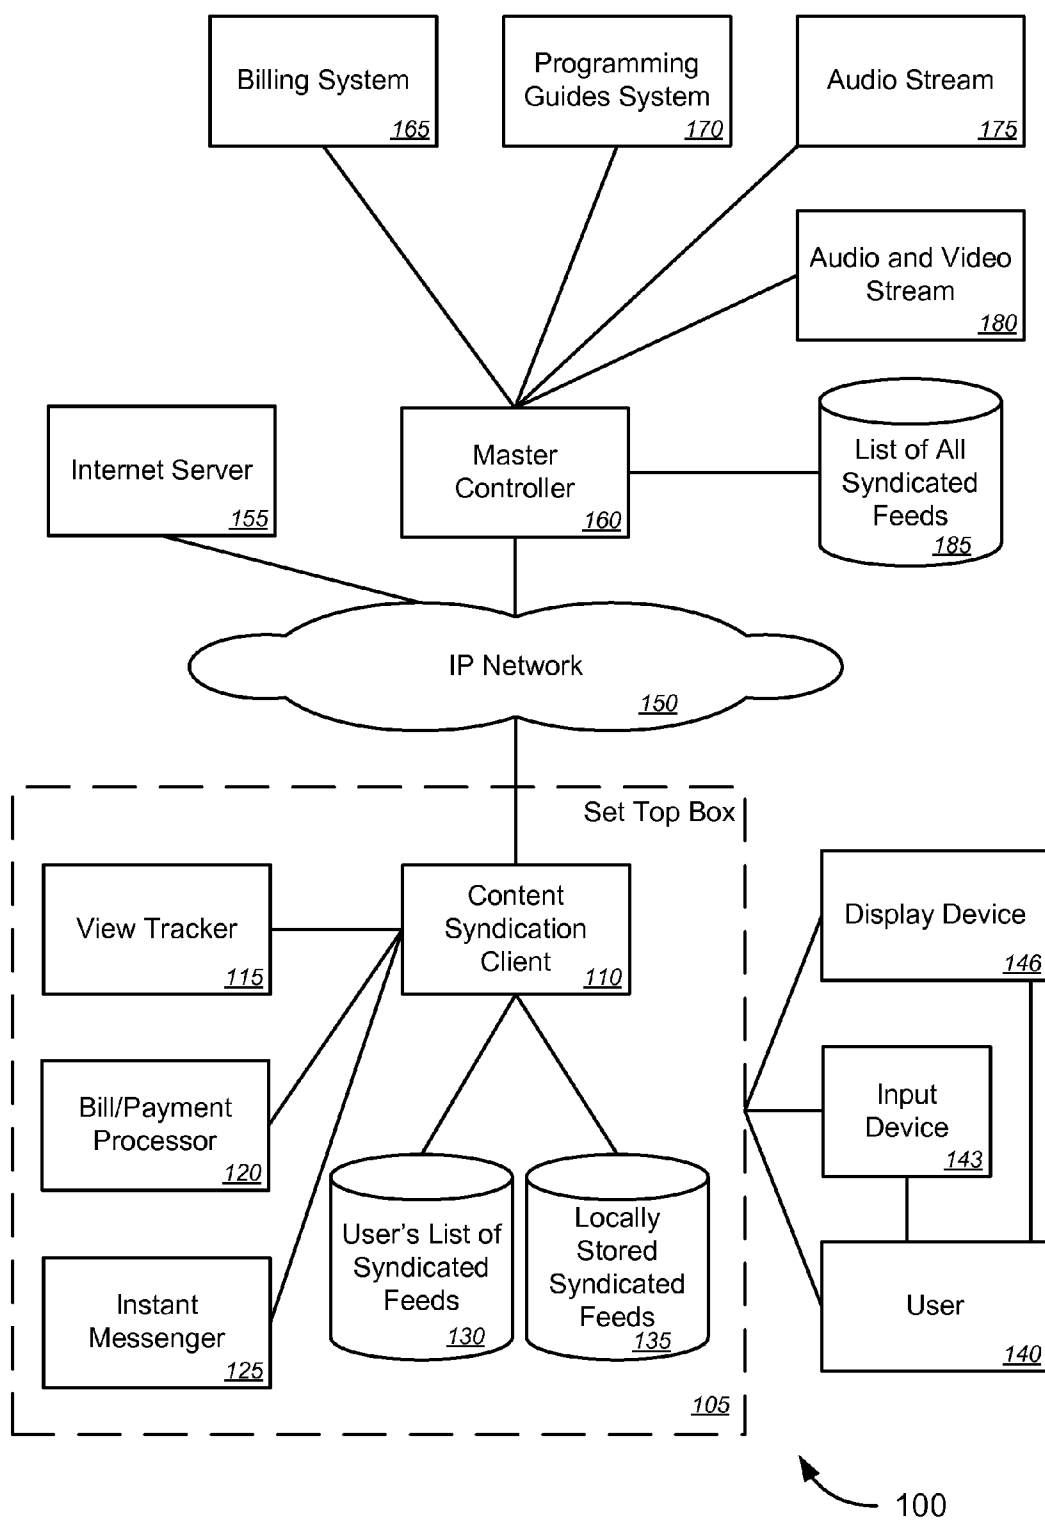 Billing System
165
Programming
Guides System
170
Audio Stream
175
Audio and Video
Stream
180
Internet Server
155
Master
Controller
160
List of All
Syndicated
Feeds
185
IP Network
150
Set Top Box
View Tracker
115
Content
Syndication
Client
110
Display Device
146
Bill/Payment
Processor
120
Input
Device
143
User's List of
Syndicated
Feeds
130
Locally
Stored
Syndicated
Feeds
135
Instant
Messenger
125
User
140
105
100